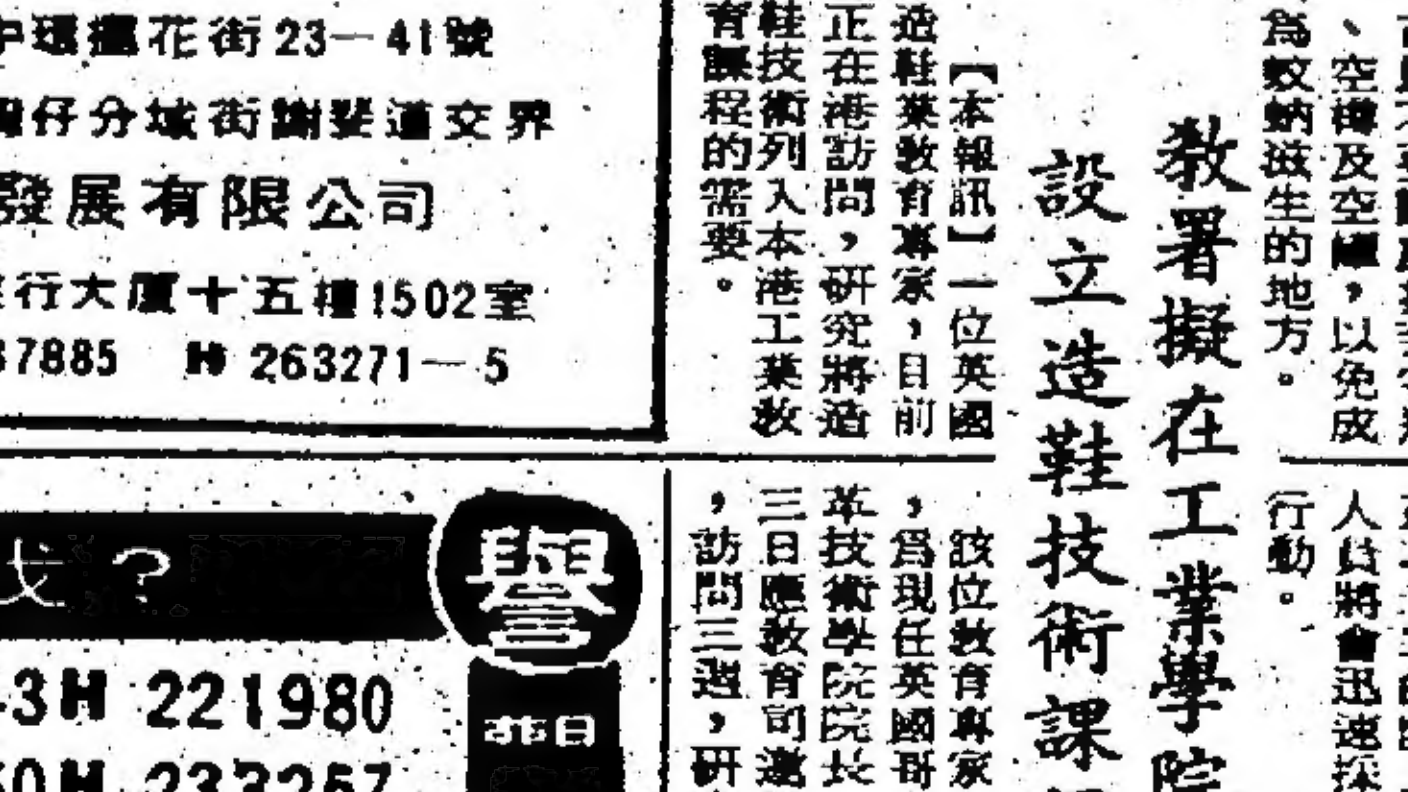 為蚊蚋滋生的地方。
、空樽及空罐，以免成
人員將會迅速採
行動。
教署擬在工業學院
設立造鞋技術課
【本報訊】一位英國
造鞋業教育專家，目前
正在港訪問，研究將造
鞋技術列入本港工業教
育課程的需要。
該位教育專家
，爲現任英國哥
革技術學院院長
三日應教育司邀
，訪問三週，研
花街23—41號
仔分域街謝斐道交界
發展有限公司
行大廈十五樓1502室
7885 H 263271—5
？
譽
3H 221980
0H 233257